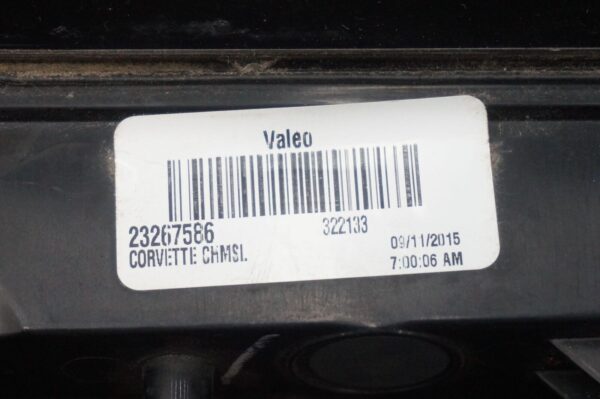 Valeo
322133
23267586
CORVETTE CHMSL
09/11/2015
7:00:06 AM